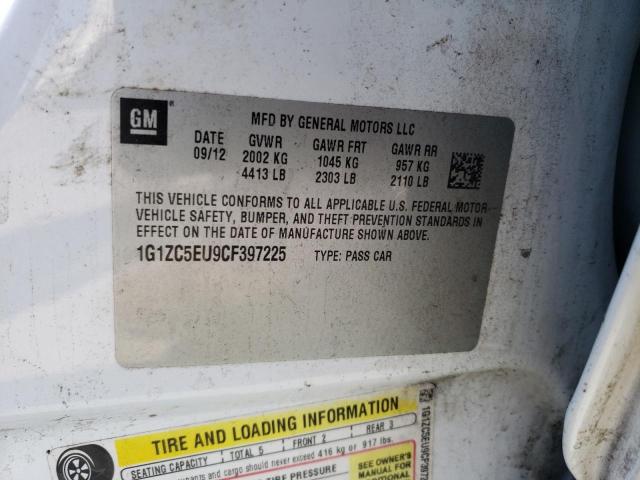 GM
MFD BY GENERAL MOTORS LLC
DATE GVWR GAWR FRT GAWR RR
09/12 2002 KG 1045 KG 957 KG
4413 LB 2303 LB 2110 LB
THIS VEHICLE CONFORMS TO ALL APPLICABLE U.S. FEDERAL MOTOR
VEHICLE SAFETY, BUMPER, AND THEFT PREVENTION STANDARDS IN
EFFECT ON THE DATE OF MANUFACTURE SHOWN ABOVE.
1G1ZC5EU9CF397225 TYPE: PASS CAR
TIRE AND LOADING INFORMATION
SEATING CAPACITY TOTAL 5 FRONT 2 REAR 3
and cargo should never exceed 416 kg or 917 lbs.
TIRE PRESSURE
SEE OWNER'S
MANUAL FOR
ADDITIONAL
1G1ZC5EU9CF397